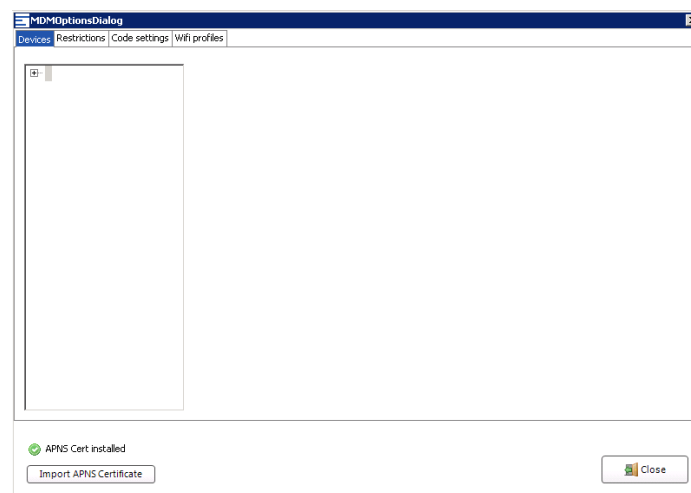 MDMOptionsDialog
Devices Restrictions Code settings Wifi profiles
APNS Cert installed
Import APNS Certificate
Close